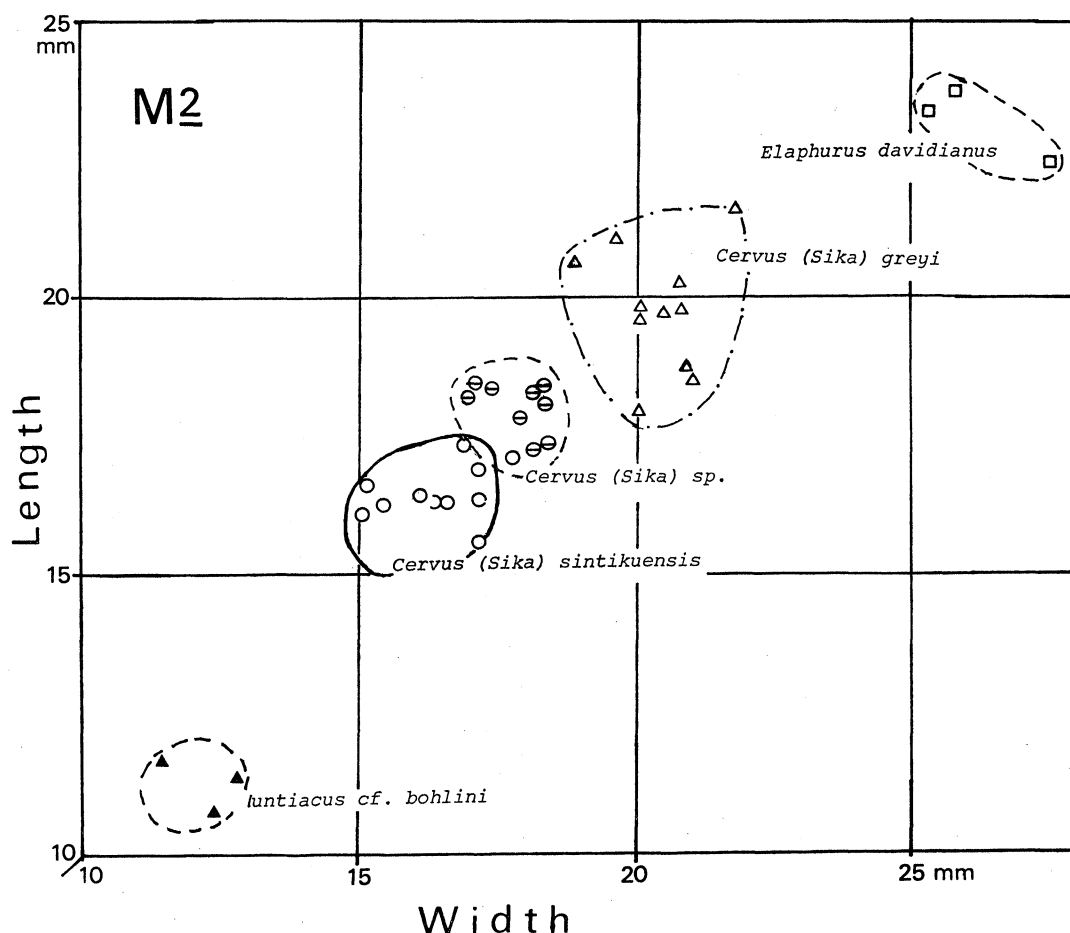 25
mm
M2
Elaphurus davidianus
Cervus (Sika) greyi
20
Cervus (Sika) sp.
Cervus (Sika) sintikuensis
15
untiacus cf. bohlini
10
10
15
20
25 mm
Length
Width